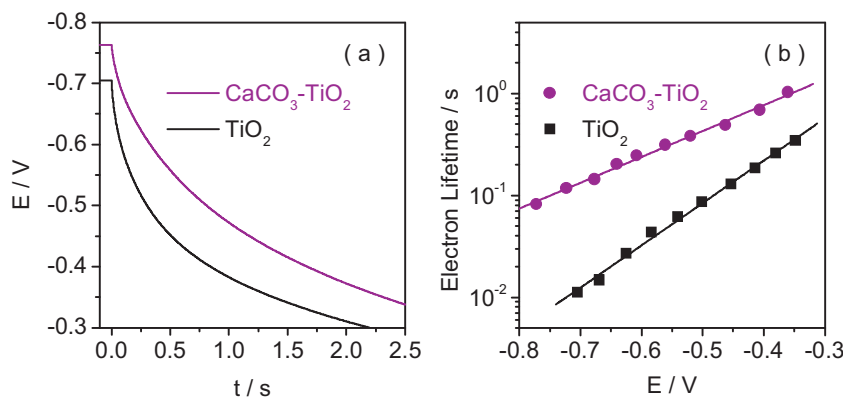 ( a )
CaCO3-TiO2
TiO2
E / V
-0.8
-0.7
-0.6
-0.5
-0.4
-0.3
0.0 0.5 1.0 1.5 2.0 2.5
t / s
( b )
CaCO3-TiO2
TiO2
Electron Lifetime / s
10^0
10^-1
10^-2
-0.8 -0.7 -0.6 -0.5 -0.4 -0.3
E / V